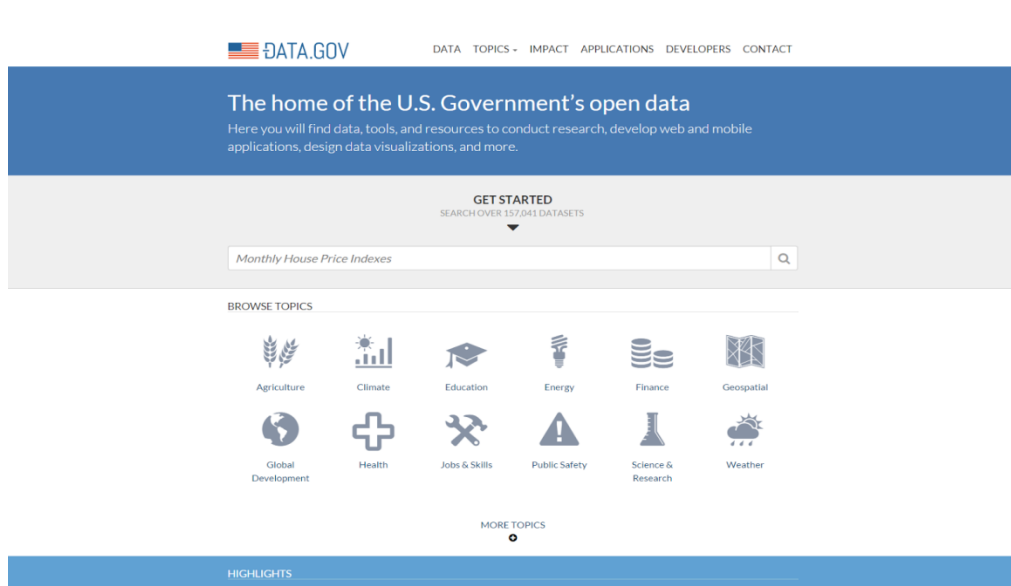 DATA.GOV
DATA TOPICS IMPACT APPLICATIONS DEVELOPERS CONTACT
The home of the U.S. Government's open data
Here you will find data, tools, and resources to conduct research, develop web and mobile
applications, design data visualizations, and more.
GET STARTED
SEARCH OVER 157,041 DATASETS
Monthly House Price Indexes
BROWSE TOPICS
Agriculture Climate Education Energy Finance Geospatial
Global Health Jobs & Skills Public Safety Science & Weather
Development Research
MORE TOPICS
HIGHLIGHTS